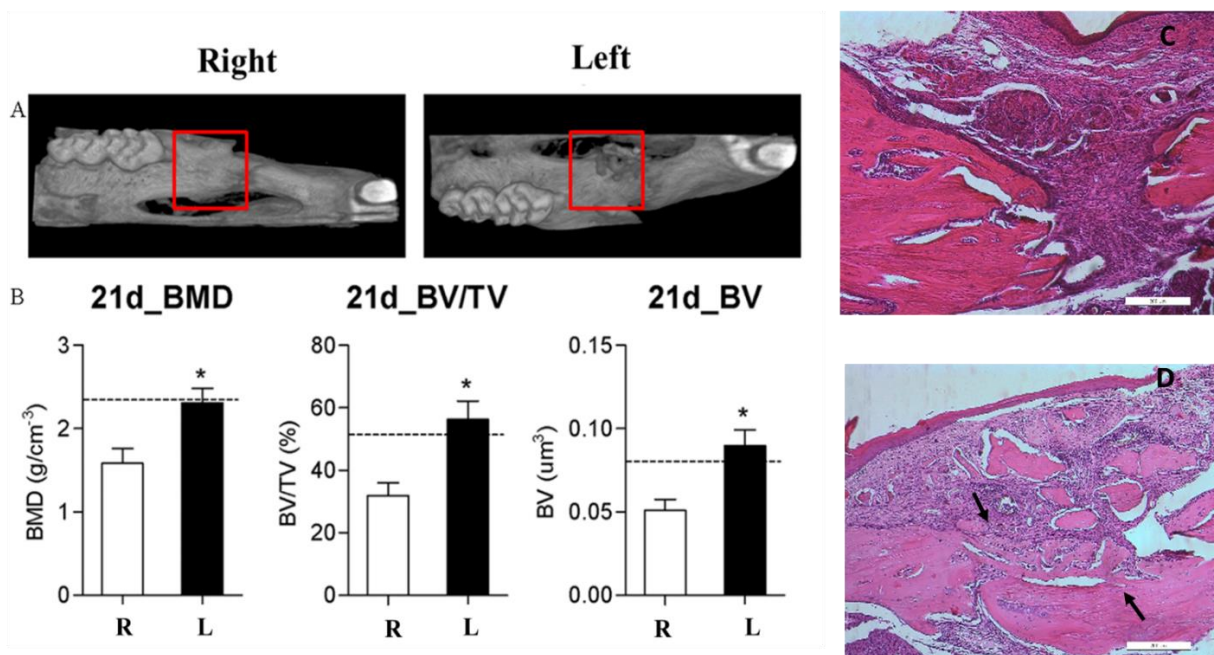 Right Left
A
B
21d_BMD 21d_BV/TV 21d_BV
BMD (g/cm⁻³)
3
2
1
0
R L
BV/TV (%)
80
60
40
20
0
R L
BV (um³)
0.15
0.10
0.05
0.00
R L
*
*
*
C
D